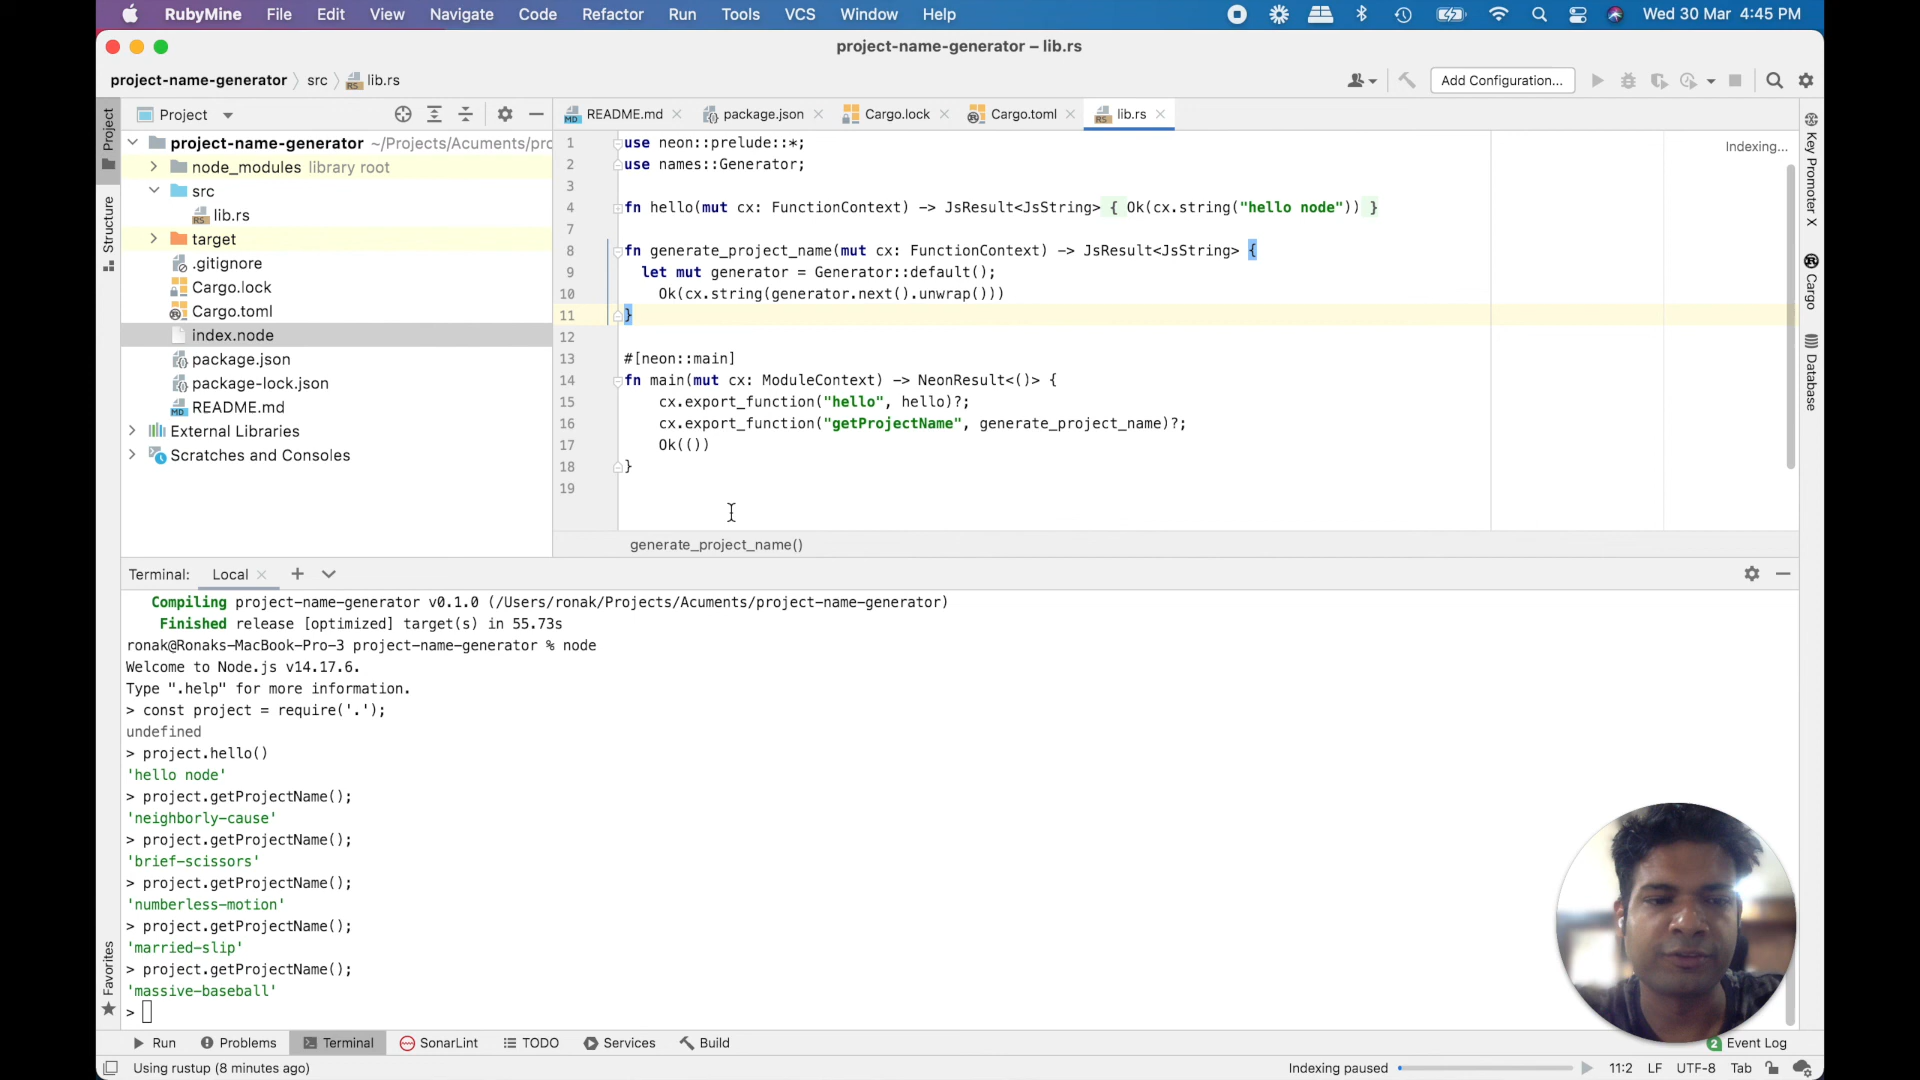 RubyMine File Edit View Navigate Code Refactor Run Tools VCS Window Help Wed 30 Mar 4:45 PM
project-name-generator – lib.rs
project-name-generator src lib.rs Add Configuration...
Project
README.md package.json Cargo.lock Cargo.toml lib.rs
Project
Structure
Favorites
project-name-generator ~/Projects/Acuments/pro
node_modules library root
src
lib.rs
target
.gitignore
Cargo.lock
Cargo.toml
index.node
package.json
package-lock.json
README.md
External Libraries
Scratches and Consoles
Indexing...
1 use neon::prelude::*;
2 use names::Generator;
3
4 fn hello(mut cx: FunctionContext) -> JsResult<JsString> { Ok(cx.string("hello node")) }
7
8 fn generate_project_name(mut cx: FunctionContext) -> JsResult<JsString> {
9 let mut generator = Generator::default();
10 Ok(cx.string(generator.next().unwrap()))
11 }
12
13 #[neon::main]
14 fn main(mut cx: ModuleContext) -> NeonResult<()> {
15 cx.export_function("hello", hello)?;
16 cx.export_function("getProjectName", generate_project_name)?;
17 Ok(())
18 }
19
generate_project_name()
Key Promoter X
Cargo
Database
Terminal: Local
Compiling project-name-generator v0.1.0 (/Users/ronak/Projects/Acuments/project-name-generator)
Finished release [optimized] target(s) in 55.73s
ronak@Ronaks-MacBook-Pro-3 project-name-generator % node
Welcome to Node.js v14.17.6.
Type ".help" for more information.
> const project = require('.');
undefined
> project.hello()
'hello node'
> project.getProjectName();
'neighborly-cause'
> project.getProjectName();
'brief-scissors'
> project.getProjectName();
'numberless-motion'
> project.getProjectName();
'married-slip'
> project.getProjectName();
'massive-baseball'
>
Run Problems Terminal SonarLint TODO Services Build 2 Event Log
Using rustup (8 minutes ago) Indexing paused 11:2 LF UTF-8 Tab